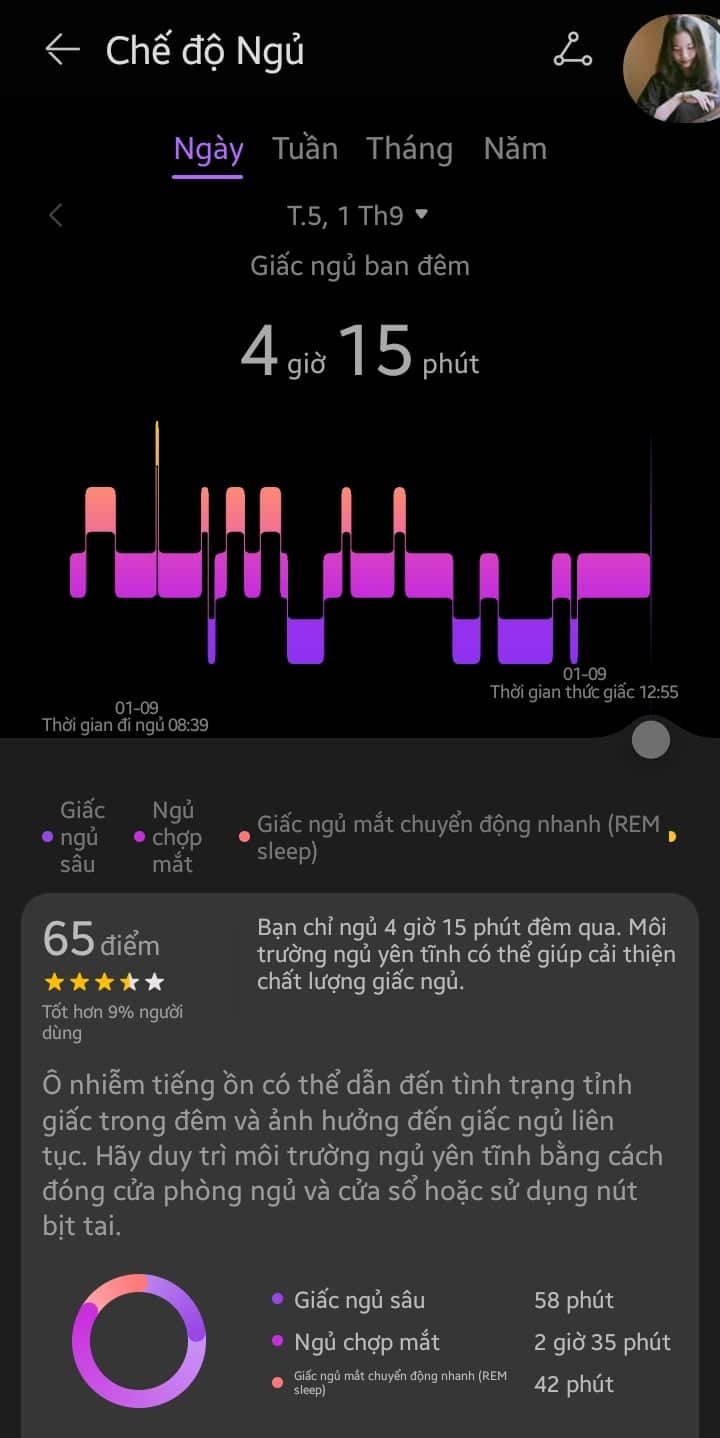 Chế độ Ngủ
Ngày Tuần Tháng Năm
T.5, 1 Th9
Giấc ngủ ban đêm
4 giờ 15 phút
01-09
Thời gian đi ngủ 08:39
01-09
Thời gian thức giấc 12:55
Giấc
ngủ
sâu
Ngủ
chợp
mắt
Giấc ngủ mắt chuyển động nhanh (REM
sleep)
65 điểm
Tốt hơn 9% người
dùng
Bạn chỉ ngủ 4 giờ 15 phút đêm qua. Môi
trường ngủ yên tĩnh có thể giúp cải thiện
chất lượng giấc ngủ.
Ô nhiễm tiếng ồn có thể dẫn đến tình trạng tỉnh
giấc trong đêm và ảnh hưởng đến giấc ngủ liên
tục. Hãy duy trì môi trường ngủ yên tĩnh bằng cách
đóng cửa phòng ngủ và cửa sổ hoặc sử dụng nút
bịt tai.
Giấc ngủ sâu 58 phút
Ngủ chợp mắt 2 giờ 35 phút
Giấc ngủ mắt chuyển động nhanh (REM
sleep) 42 phút